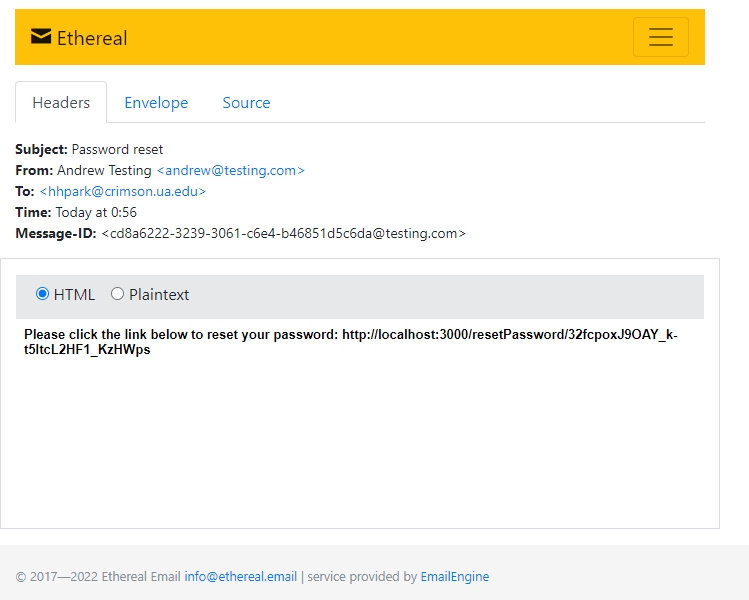 Ethereal
Headers Envelope Source
Subject: Password reset
From: Andrew Testing <andrew@testing.com>
To: <hhpark@crimson.ua.edu>
Time: Today at 0:56
Message-ID: <cd8a6222-3239-3061-c6e4-b46851d5c6da@testing.com>
HTML Plaintext
Please click the link below to reset your password: http://localhost:3000/resetPassword/32fcpoxJ9OAY_k-
t5ltcL2HF1_KzHWps
© 2017—2022 Ethereal Email info@ethereal.email | service provided by EmailEngine